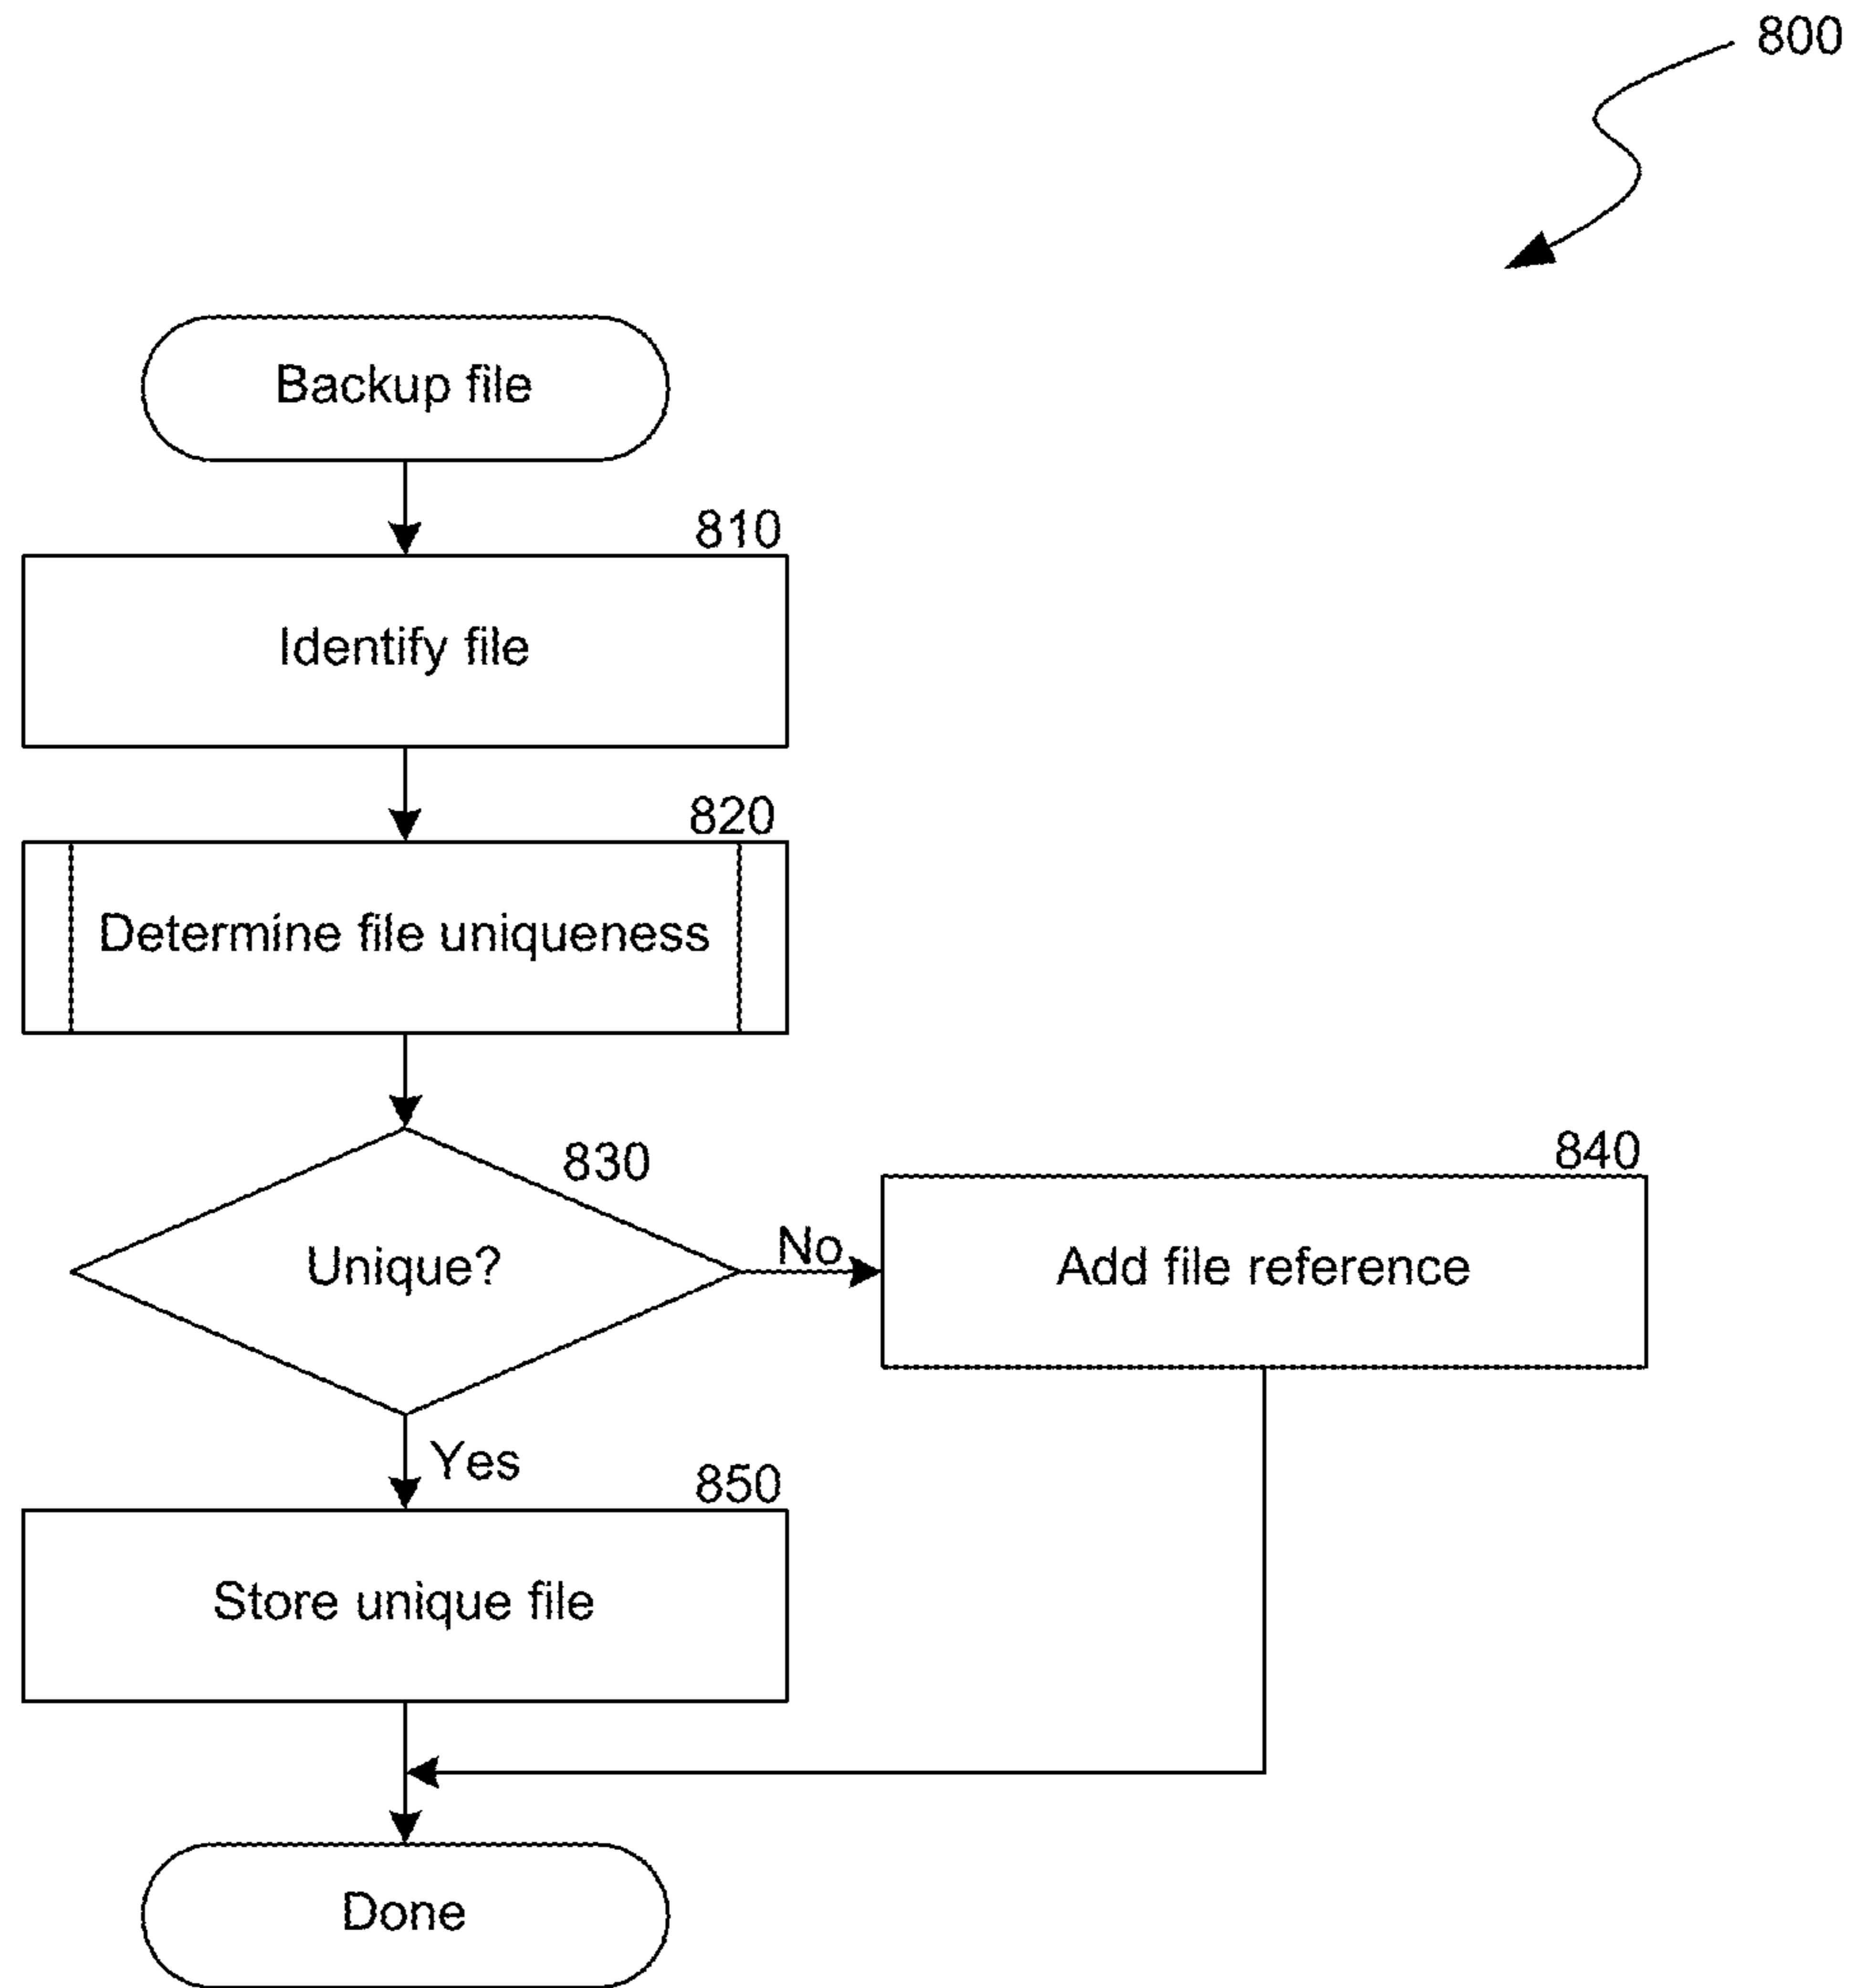 800
Backup file
810
Identify file
820
Determine file uniqueness
830
Unique?
No
840
Add file reference
Yes
850
Store unique file
Done